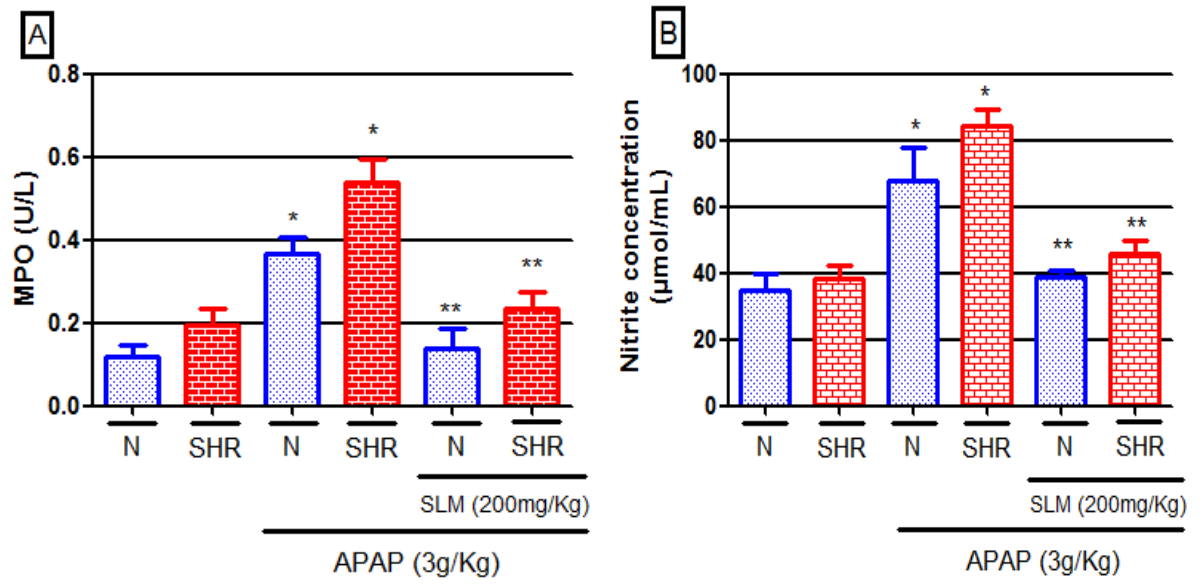 A
MPO (U/L)
0.8
0.6
0.4
0.2
0.0
*
*
**
**
N
SHR
N
SHR
N
SHR
SLM (200mg/Kg)
APAP (3g/Kg)
B
Nitrite concentration
(µmol/mL)
100
80
60
40
20
0
*
*
**
**
N
SHR
N
SHR
N
SHR
SLM (200mg/Kg)
APAP (3g/Kg)